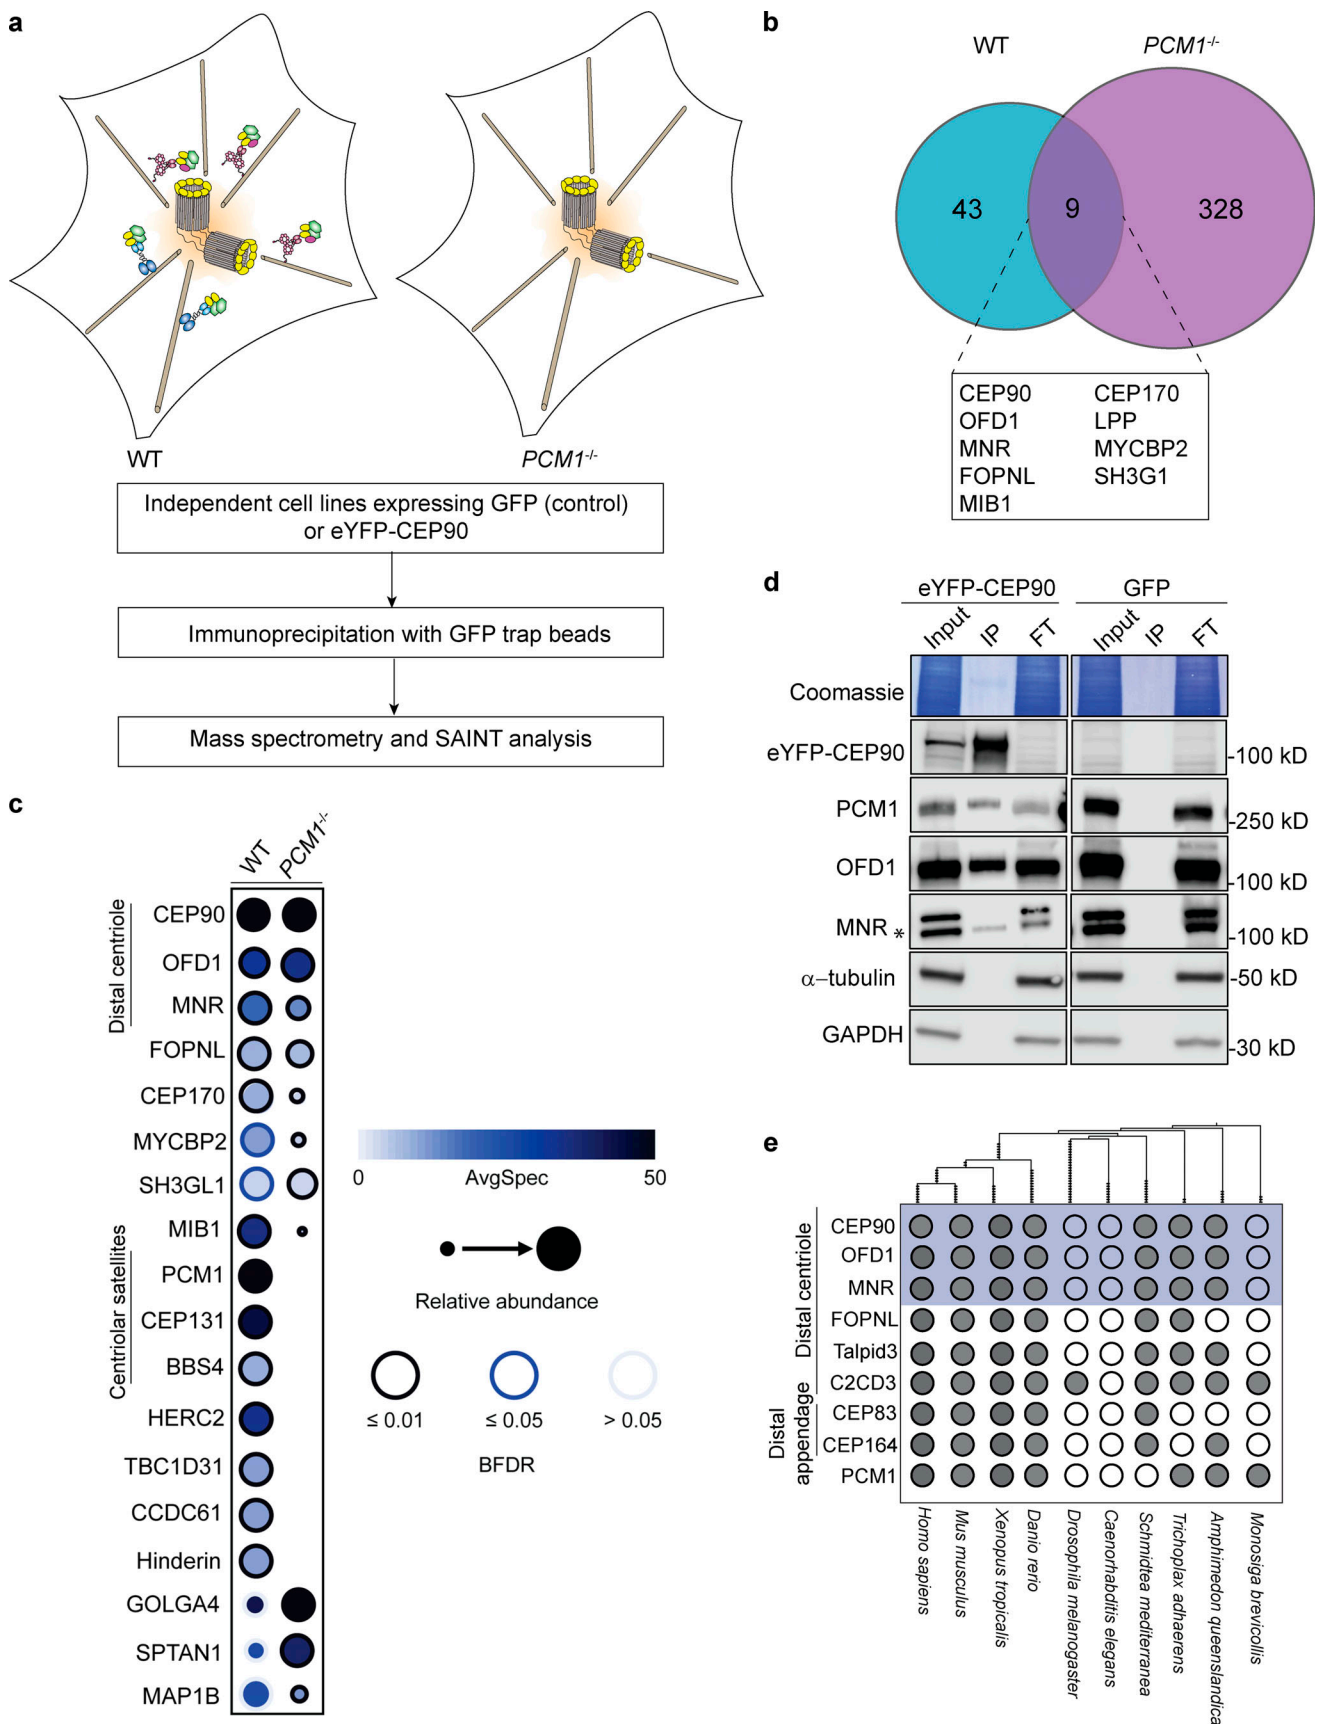 a
WT
PCM1-/-
Independent cell lines expressing GFP (control)
or eYFP-CEP90
Immunoprecipitation with GFP trap beads
Mass spectrometry and SAINT analysis
b
WT
PCM1-/-
43
9
328
CEP90
CEP170
OFD1
LPP
MNR
MYCBP2
FOPNL
SH3G1
MIB1
c
WT
PCM1-/-
Distal centriole
CEP90
OFD1
MNR
FOPNL
CEP170
MYCBP2
SH3GL1
MIB1
Centriolar satellites
PCM1
CEP131
BBS4
HERC2
TBC1D31
CCDC61
Hinderin
GOLGA4
SPTAN1
MAP1B
0
AvgSpec
50
Relative abundance
≤ 0.01
≤ 0.05
> 0.05
BFDR
d
eYFP-CEP90
GFP
Input
IP
FT
Input
IP
FT
Coomassie
eYFP-CEP90
-100 kD
PCM1
-250 kD
OFD1
-100 kD
MNR
*
-100 kD
α–tubulin
-50 kD
GAPDH
-30 kD
e
Distal centriole
CEP90
OFD1
MNR
FOPNL
Talpid3
C2CD3
Distal
appendage
CEP83
CEP164
PCM1
Homo sapiens
Mus musculus
Xenopus tropicalis
Danio rerio
Drosophila melanogaster
Caenorhabditis elegans
Schmidtea mediterranea
Trichoplax adhaerens
Amphimedon queenslandica
Monosiga brevicollis